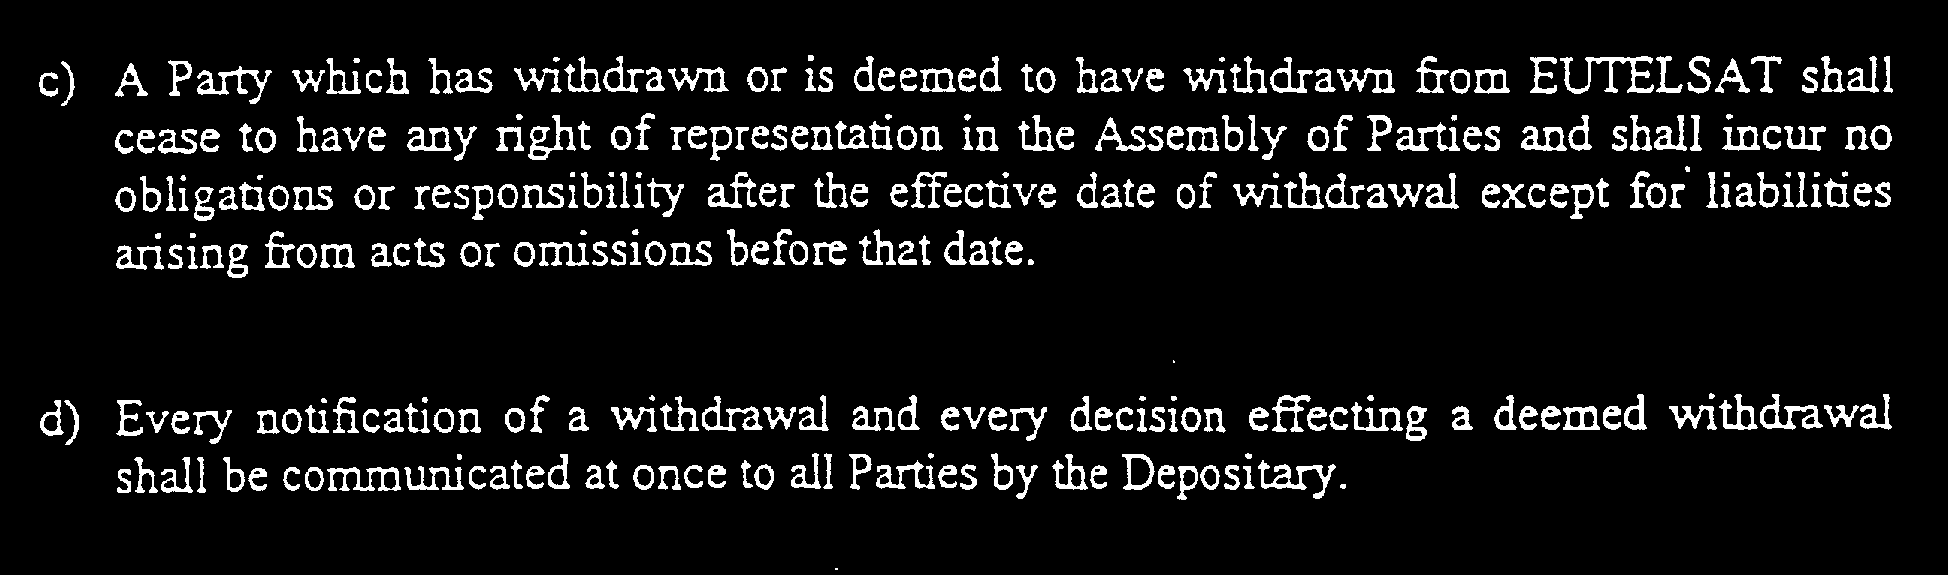 c) A Party which has withdrawn or is deemed to have withdrawn from EUTELSAT shall
cease to have any right of representation in the Assembly of Parties and shall incur no
obligations or responsibility after the effective date of withdrawal except for liabilities
arising from acts or omissions before that date.
d) Every notification of a withdrawal and every decision effecting a deemed withdrawal
shall be communicated at once to all Parties by the Depositary.